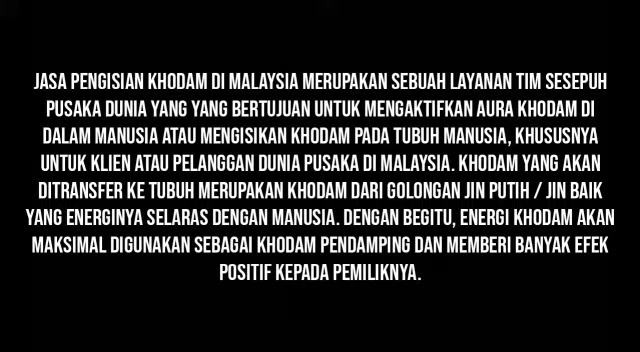 JASA PENGISIAN KHODAM DI MALAYSIA MERUPAKAN SEBUAH LAYANAN TIM SESEPUH
PUSAKA DUNIA YANG YANG BERTUJUAN UNTUK MENGAKTIFKAN AURA KHODAM DI
DALAM MANUSIA ATAU MENGISIKAN KHODAM PADA TUBUH MANUSIA, KHUSUSNYA
UNTUK KLIEN ATAU PELANGGAN DUNIA PUSAKA DI MALAYSIA. KHODAM YANG AKAN
DITRANSFER KE TUBUH MERUPAKAN KHODAM DARI GOLONGAN JIN PUTIH / JIN BAIK
YANG ENERGINYA SELARAS DENGAN MANUSIA. DENGAN BEGITU, ENERGI KHODAM AKAN
MAKSIMAL DIGUNAKAN SEBAGAI KHODAM PENDAMPING DAN MEMBERI BANYAK EFEK
POSITIF KEPADA PEMILIKNYA.